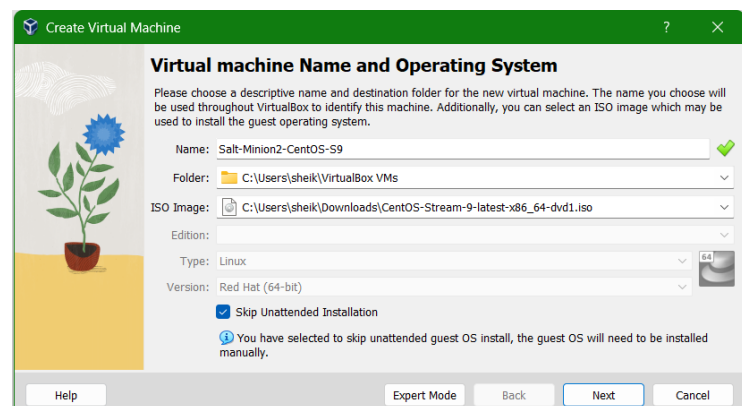 Create Virtual Machine
?
Virtual machine Name and Operating System
Please choose a descriptive name and destination folder for the new virtual machine. The name you choose will
be used throughout VirtualBox to identify this machine. Additionally, you can select an ISO image which may be
used to install the guest operating system.
Name: Salt-Minion2-CentOS-S9
Folder: C:\Users\sheik\VirtualBox VMs
ISO Image: C:\Users\sheik\Downloads\CentOS-Stream-9-latest-x86_64-dvd1.iso
Edition:
Type: Linux
64
Version: Red Hat (64-bit)
Skip Unattended Installation
You have selected to skip unattended guest OS install, the guest OS will need to be installed
manually.
Help Expert Mode Back Next Cancel